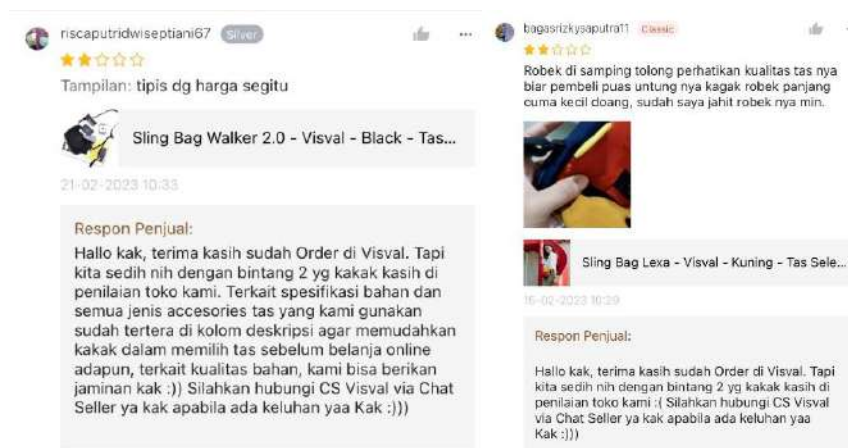 riscaputridwiseptiani67 Silver
Tampilan: tipis dg harga segitu
Sling Bag Walker 2.0 - Visval - Black - Tas...
21-02-2023 10:33
Respon Penjual:
Hallo kak, terima kasih sudah Order di Visval. Tapi
kita sedih nih dengan bintang 2 yg kakak kasih di
penilaian toko kami. Terkait spesifikasi bahan dan
semua jenis accesories tas yang kami gunakan
sudah tertera di kolom deskripsi agar memudahkan
kakak dalam memilih tas sebelum belanja online
adapun, terkait kualitas bahan, kami bisa berikan
jaminan kak :)) Silahkan hubungi CS Visval via Chat
Seller ya kak apabila ada keluhan yaa Kak :)))
bagasrizkysaputra11 Classic
Robek di samping tolong perhatikan kualitas tas nya
biar pembeli puas untung nya kagak robek panjang
cuma kecil doang, sudah saya jahit robek nya min.
Sling Bag Lexa - Visval - Kuning - Tas Sele...
-02-2023 10:29
Respon Penjual:
Hallo kak, terima kasih sudah Order di Visval. Tapi
kita sedih nih dengan bintang 2 yg kakak kasih di
penilaian toko kami :( Silahkan hubungi CS Visval
via Chat Seller ya kak apabila ada keluhan yaa
Kak :)))